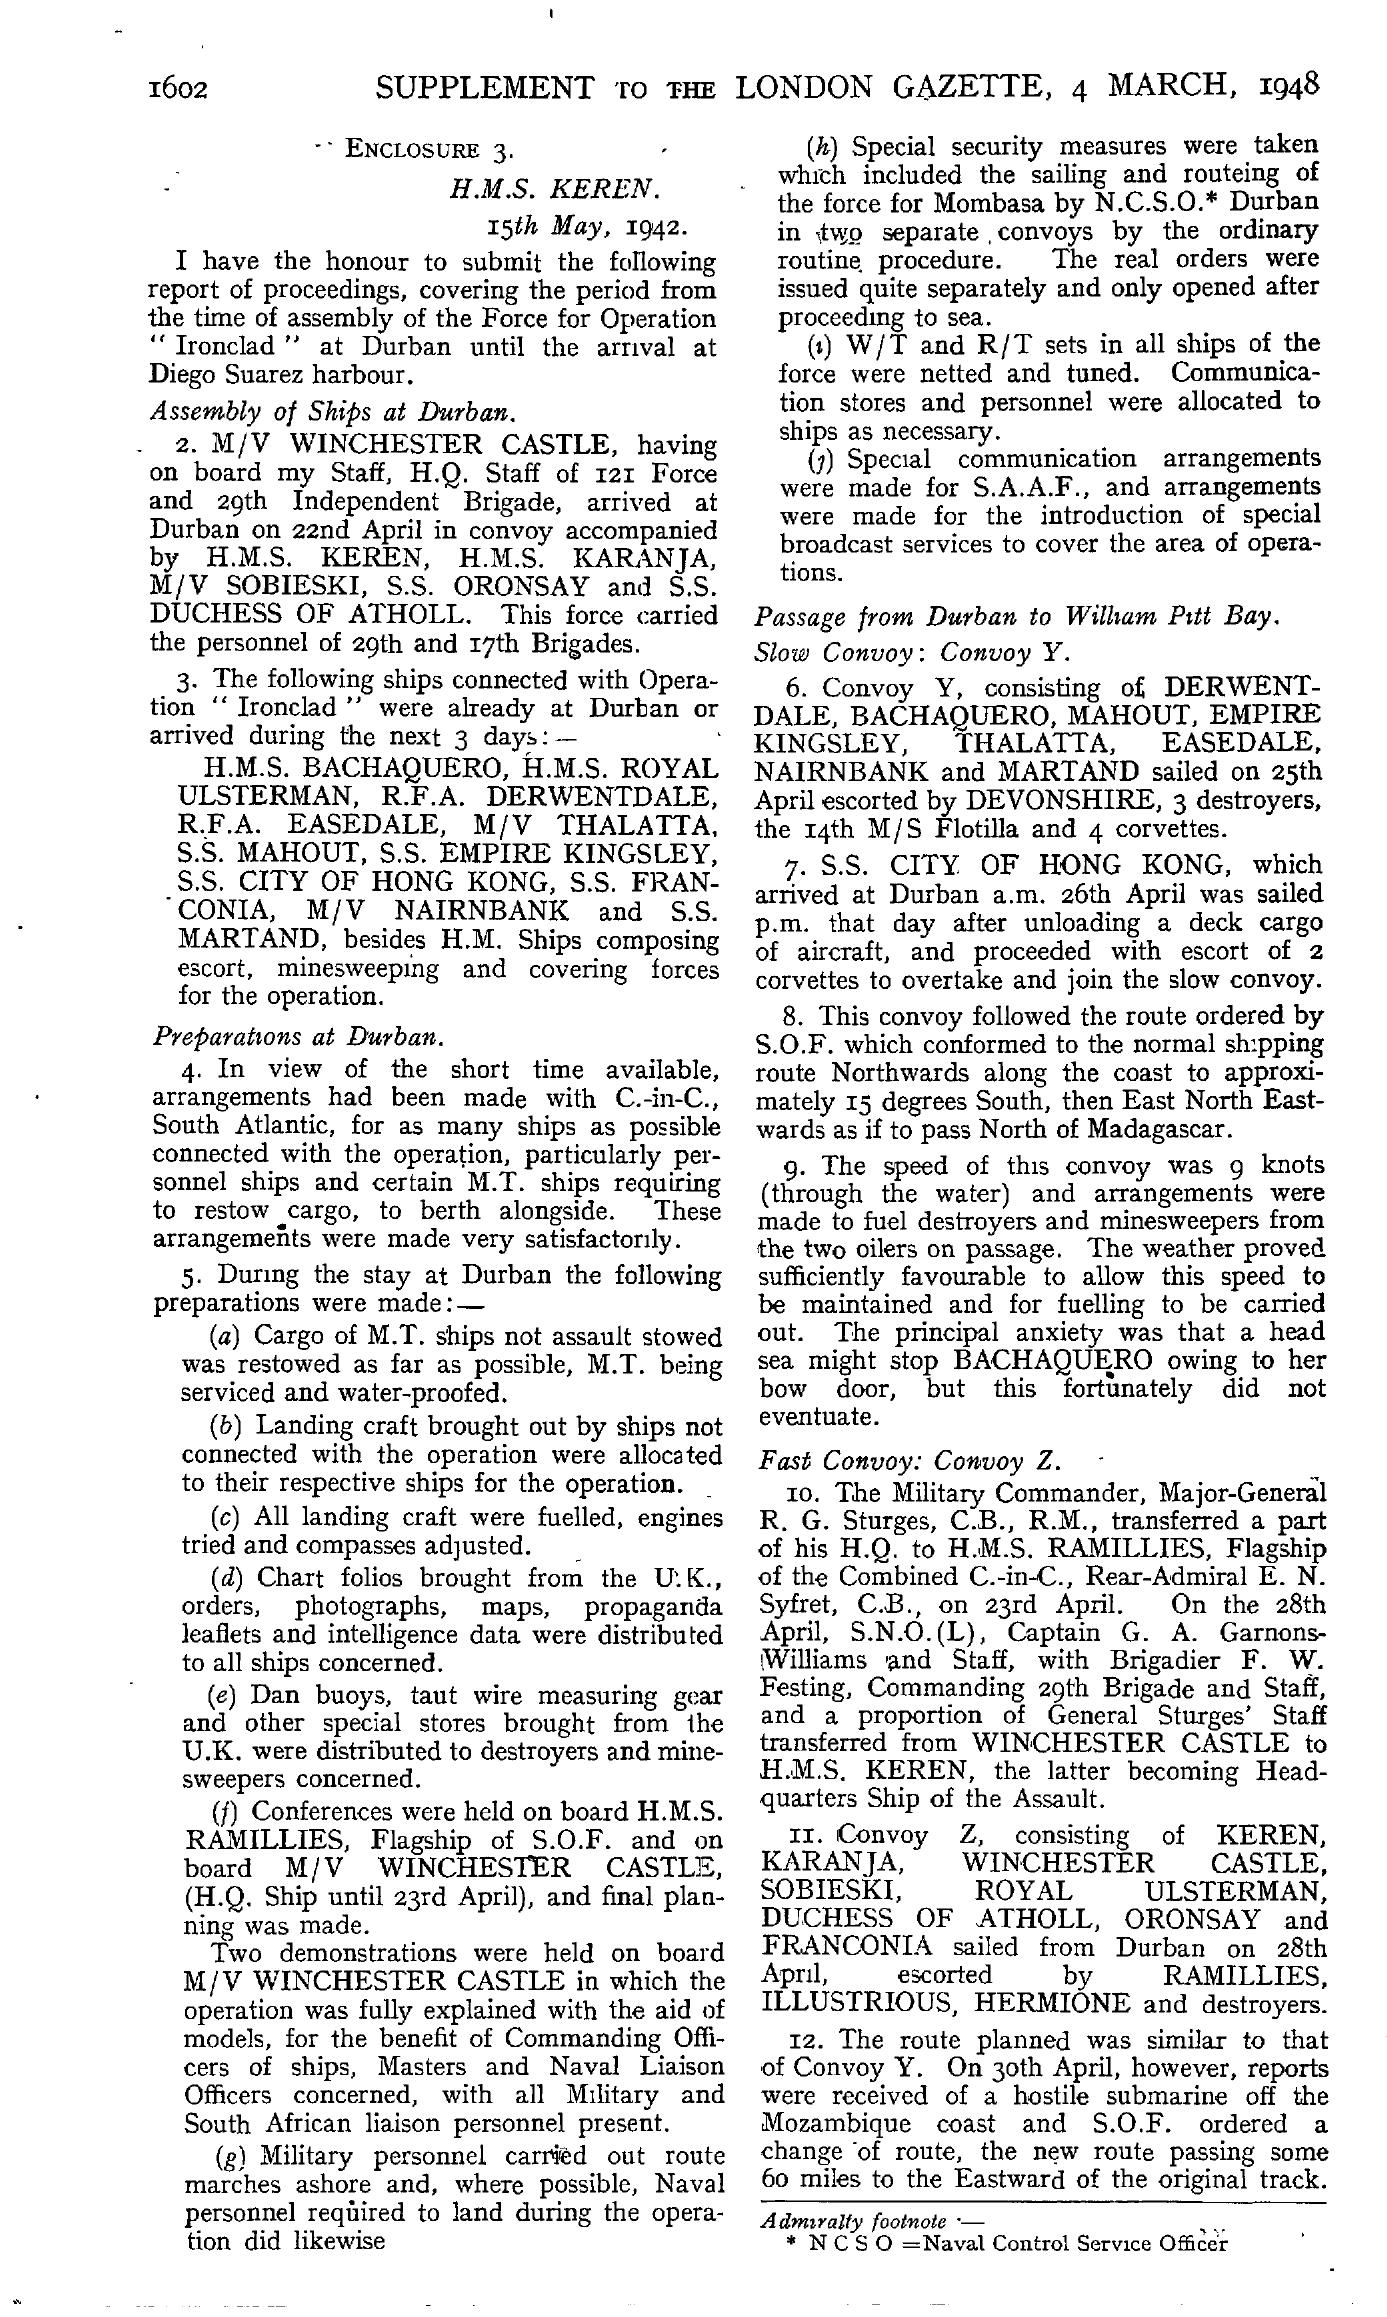 1602 SUPPLEMENT TO THE LONDON GAZETTE, 4 MARCH, 1948
ENCLOSURE 3.
H.M.S. KEREN.
15th May, 1942.
I have the honour to submit the following
report of proceedings, covering the period from
the time of assembly of the Force for Operation
“ Ironclad ” at Durban until the arrival at
Diego Suarez harbour.
Assembly of Ships at Durban.
2. M/V WINCHESTER CASTLE, having
on board my Staff, H.Q. Staff of 121 Force
and 29th Independent Brigade, arrived at
Durban on 22nd April in convoy accompanied
by H.M.S. KEREN, H.M.S. KARANJA,
M/V SOBIESKI, S.S. ORONSAY and S.S.
DUCHESS OF ATHOLL. This force carried
the personnel of 29th and 17th Brigades.
3. The following ships connected with Opera-
tion “ Ironclad ” were already at Durban or
arrived during the next 3 days:—
H.M.S. BACHAQUERO, H.M.S. ROYAL
ULSTERMAN, R.F.A. DERWENTDALE,
R.F.A. EASEDALE, M/V THALATTA,
S.S. MAHOUT, S.S. EMPIRE KINGSLEY,
S.S. CITY OF HONG KONG, S.S. FRAN-
CONIA, M/V NAIRNBANK and S.S.
MARTAND, besides H.M. Ships composing
escort, minesweeping and covering forces
for the operation.
Preparations at Durban.
4. In view of the short time available,
arrangements had been made with C.-in-C.,
South Atlantic, for as many ships as possible
connected with the operation, particularly per-
sonnel ships and certain M.T. ships requiring
to restow cargo, to berth alongside. These
arrangements were made very satisfactorily.
5. During the stay at Durban the following
preparations were made:—
(a) Cargo of M.T. ships not assault stowed
was restowed as far as possible, M.T. being
serviced and water-proofed.
(b) Landing craft brought out by ships not
connected with the operation were allocated
to their respective ships for the operation.
(c) All landing craft were fuelled, engines
tried and compasses adjusted.
(d) Chart folios brought from the U.K.,
orders, photographs, maps, propaganda
leaflets and intelligence data were distributed
to all ships concerned.
(e) Dan buoys, taut wire measuring gear
and other special stores brought from the
U.K. were distributed to destroyers and mine-
sweepers concerned.
(f) Conferences were held on board H.M.S.
RAMILLIES, Flagship of S.O.F. and on
board M/V WINCHESTER CASTLE,
(H.Q. Ship until 23rd April), and final plan-
ning was made.
Two demonstrations were held on board
M/V WINCHESTER CASTLE in which the
operation was fully explained with the aid of
models, for the benefit of Commanding Offi-
cers of ships, Masters and Naval Liaison
Officers concerned, with all Military and
South African liaison personnel present.
(g) Military personnel carried out route
marches ashore and, where possible, Naval
personnel required to land during the opera-
tion did likewise
(h) Special security measures were taken
which included the sailing and routeing of
the force for Mombasa by N.C.S.O.* Durban
in two separate convoys by the ordinary
routine procedure. The real orders were
issued quite separately and only opened after
proceeding to sea.
(i) W/T and R/T sets in all ships of the
force were netted and tuned. Communica-
tion stores and personnel were allocated to
ships as necessary.
(j) Special communication arrangements
were made for S.A.A.F., and arrangements
were made for the introduction of special
broadcast services to cover the area of opera-
tions.
Passage from Durban to William Pitt Bay.
Slow Convoy: Convoy Y.
6. Convoy Y, consisting of DERWENT-
DALE, BACHAQUERO, MAHOUT, EMPIRE
KINGSLEY, THALATTA, EASEDALE,
NAIRNBANK and MARTAND sailed on 25th
April escorted by DEVONSHIRE, 3 destroyers,
the 14th M/S Flotilla and 4 corvettes.
7. S.S. CITY OF HONG KONG, which
arrived at Durban a.m. 26th April was sailed
p.m. that day after unloading a deck cargo
of aircraft, and proceeded with escort of 2
corvettes to overtake and join the slow convoy.
8. This convoy followed the route ordered by
S.O.F. which conformed to the normal shipping
route Northwards along the coast to approxi-
mately 15 degrees South, then East North East-
wards as if to pass North of Madagascar.
9. The speed of this convoy was 9 knots
(through the water) and arrangements were
made to fuel destroyers and minesweepers from
the two oilers on passage. The weather proved
sufficiently favourable to allow this speed to
be maintained and for fuelling to be carried
out. The principal anxiety was that a head
sea might stop BACHAQUERO owing to her
bow door, but this fortunately did not
eventuate.
Fast Convoy: Convoy Z.
10. The Military Commander, Major-General
R. G. Sturges, C.B., R.M., transferred a part
of his H.Q. to H.M.S. RAMILLIES, Flagship
of the Combined C.-in-C., Rear-Admiral E. N.
Syfret, C.B., on 23rd April. On the 28th
April, S.N.O.(L), Captain G. A. Garnons-
Williams and Staff, with Brigadier F. W.
Festing, Commanding 29th Brigade and Staff,
and a proportion of General Sturges’ Staff
transferred from WINCHESTER CASTLE to
H.M.S. KEREN, the latter becoming Head-
quarters Ship of the Assault.
11. Convoy Z, consisting of KEREN,
KARANJA, WINCHESTER CASTLE,
SOBIESKI, ROYAL ULSTERMAN,
DUCHESS OF ATHOLL, ORONSAY and
FRANCONIA sailed from Durban on 28th
April, escorted by RAMILLIES,
ILLUSTRIOUS, HERMIONE and destroyers.
12. The route planned was similar to that
of Convoy Y. On 30th April, however, reports
were received of a hostile submarine off the
Mozambique coast and S.O.F. ordered a
change of route, the new route passing some
60 miles to the Eastward of the original track.
Admiralty footnote :—
* N C S O =Naval Control Service Officer